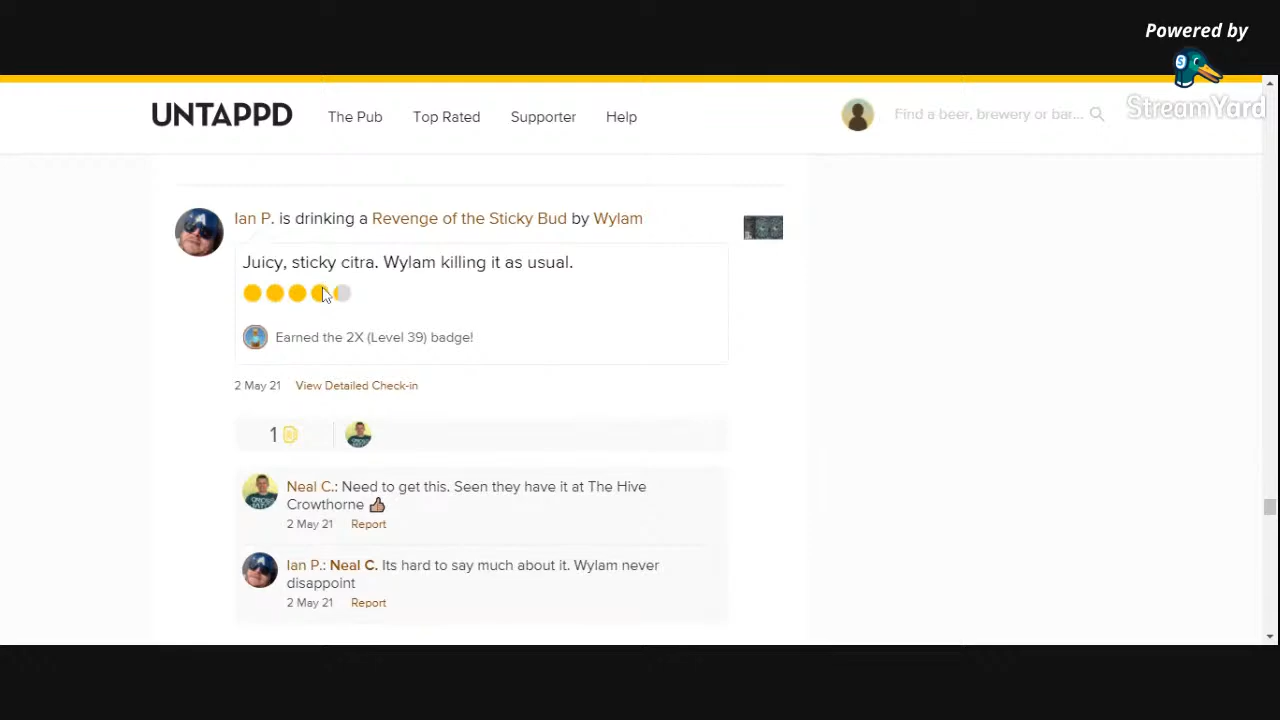 Powered by
StreamYard
UNTAPPD The Pub Top Rated Supporter Help Find a beer, brewery or bar...
Ian P. is drinking a Revenge of the Sticky Bud by Wylam
Juicy, sticky citra. Wylam killing it as usual.
Earned the 2X (Level 39) badge!
2 May 21 View Detailed Check-in
1
Neal C.: Need to get this. Seen they have it at The Hive
Crowthorne 👍🏽
2 May 21 Report
Ian P.: Neal C. Its hard to say much about it. Wylam never
disappoint
2 May 21 Report